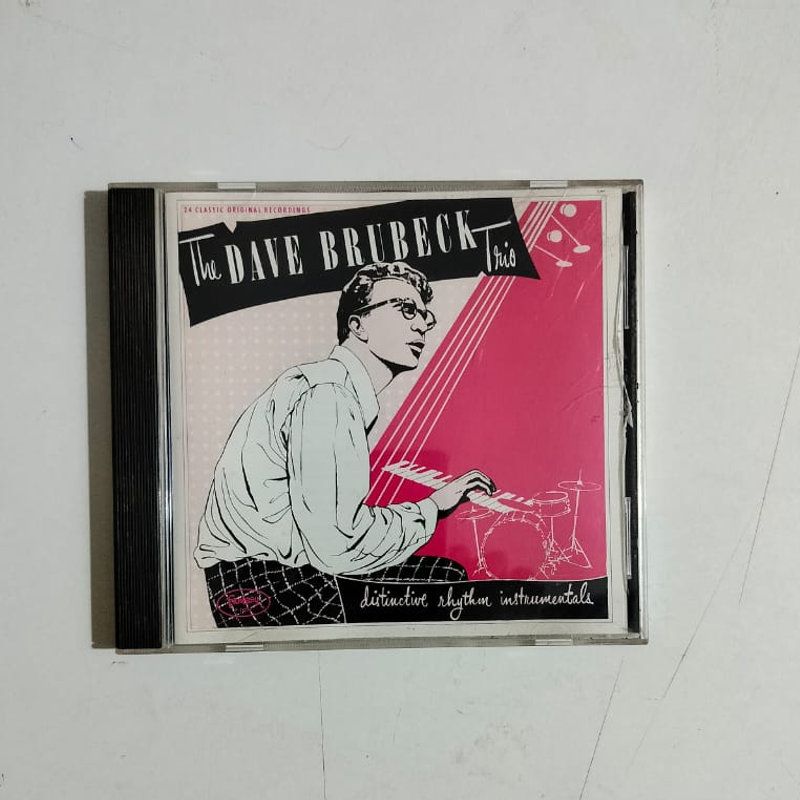 24 CLASSIC ORIGINAL RECORDINGS
The DAVE BRUBECK Trio
distinctive rhythm instrumentals